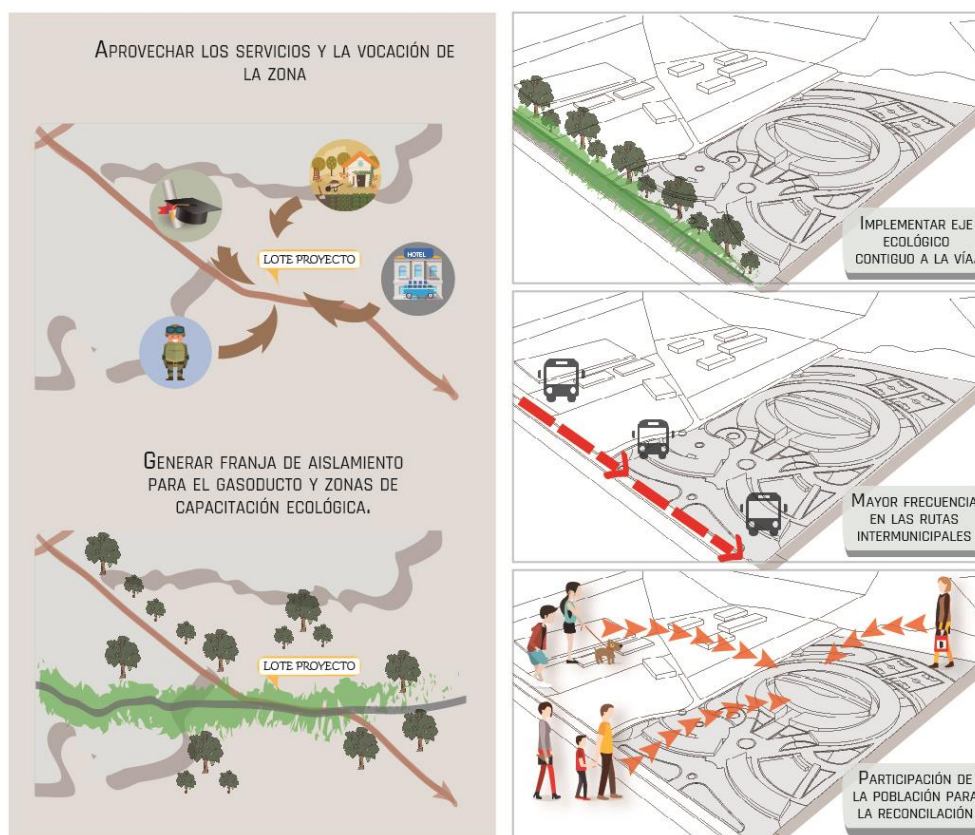 APROVECHAR LOS SERVICIOS Y LA VOCACIÓN DE
LA ZONA
HOTEL
LOTE PROYECTO
GENERAR FRANJA DE AISLAMIENTO
PARA EL GASODUCTO Y ZONAS DE
CAPACITACIÓN ECOLÓGICA.
LOTE PROYECTO
IMPLEMENTAR EJE
ECOLÓGICO
CONTIGUO A LA VÍA.
MAYOR FRECUENCIA
EN LAS RUTAS
INTERMUNICIPALES
PARTICIPACIÓN DE
LA POBLACIÓN PARA
LA RECONCILACIÓN